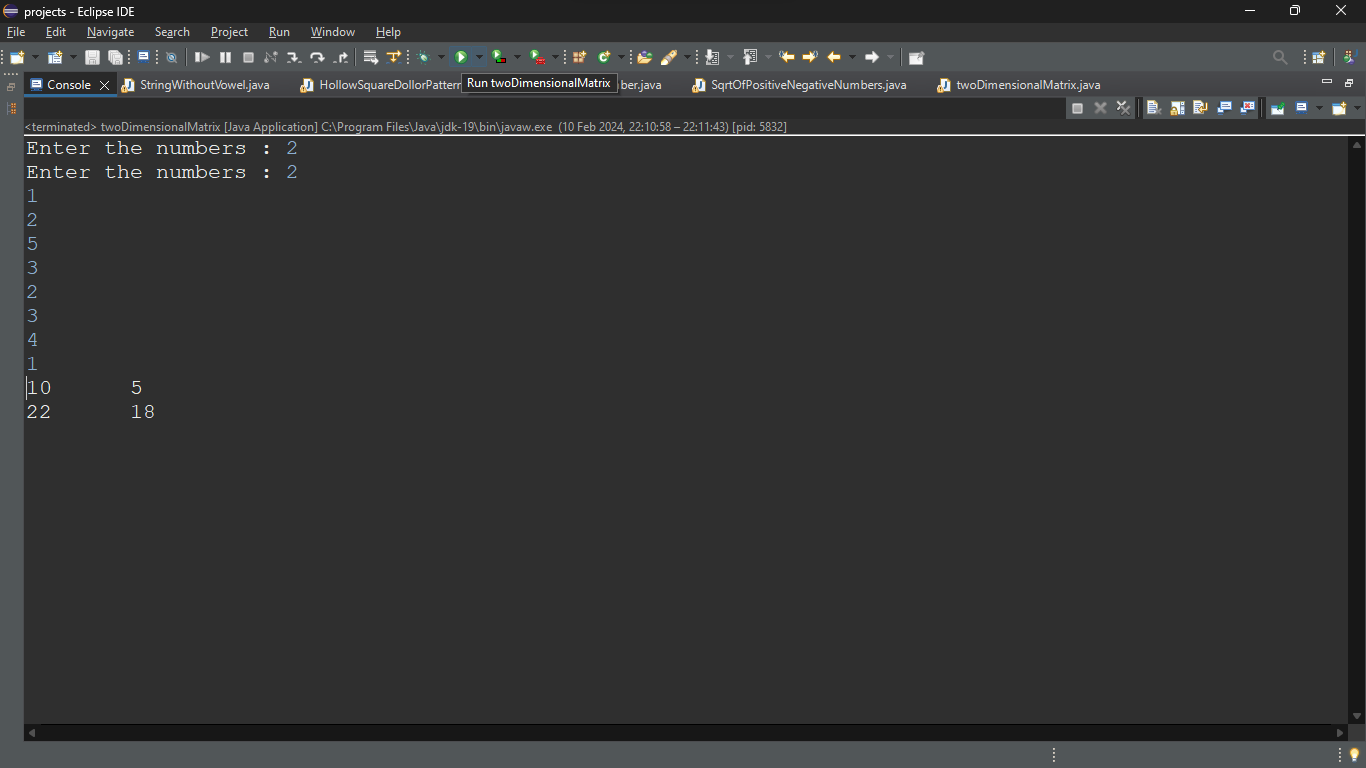 projects - Eclipse IDE
File Edit Navigate Search Project Run Window Help
Console StringWithoutVowel.java HollowSquareDollorPattern Run twoDimensionalMatrix ber.java SqrtOfPositiveNegativeNumbers.java twoDimensionalMatrix.java
<terminated> twoDimensionalMatrix [Java Application] C:\Program Files\Java\jdk-19\bin\javaw.exe (10 Feb 2024, 22:10:58 – 22:11:43) [pid: 5832]
Enter the numbers : 2
Enter the numbers : 2
1
2
5
3
2
3
4
1
10 5
22 18